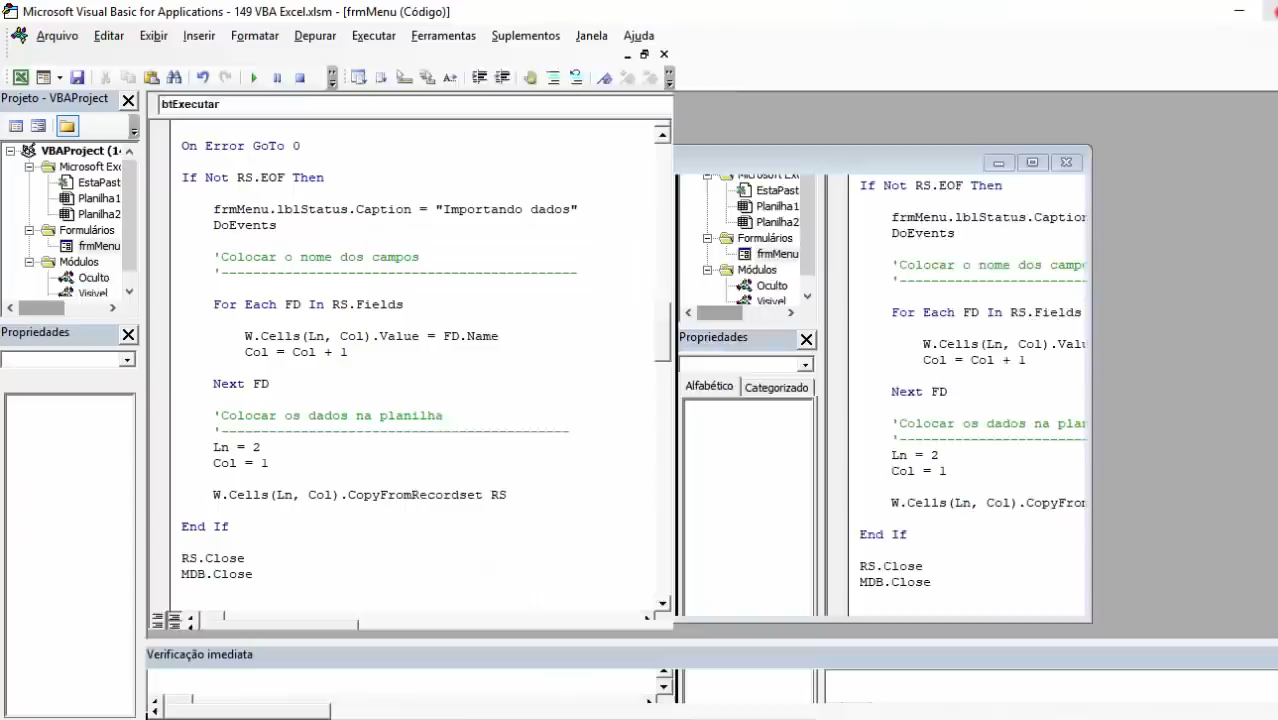 Microsoft Visual Basic for Applications - 149 VBA Excel.xlsm - [frmMenu (Código)]
Arquivo Editar Exibir Inserir Formatar Depurar Executar Ferramentas Suplementos Janela Ajuda
Projeto - VBAProject
VBAProject (14
Microsoft Exc
EstaPast
Planilha1
Planilha2
Formulários
frmMenu
Módulos
Oculto
Visivel
Propriedades
btExecutar
On Error GoTo 0
If Not RS.EOF Then
frmMenu.lblStatus.Caption = "Importando dados"
DoEvents
'Colocar o nome dos campos
'---------------------------------------------
For Each FD In RS.Fields
W.Cells(Ln, Col).Value = FD.Name
Col = Col + 1
Next FD
'Colocar os dados na planilha
'--------------------------------------------
Ln = 2
Col = 1
W.Cells(Ln, Col).CopyFromRecordset RS
End If
RS.Close
MDB.Close
Verificação imediata
Microsoft Exc
EstaPast
Planilha1
Planilha2
Formulários
frmMenu
Módulos
Oculto
Visivel
Propriedades
Alfabético Categorizado
If Not RS.EOF Then
frmMenu.lblStatus.Caption
DoEvents
'Colocar o nome dos campo
'------------------------
For Each FD In RS.Fields
W.Cells(Ln, Col).Valu
Col = Col + 1
Next FD
'Colocar os dados na plan
'------------------------
Ln = 2
Col = 1
W.Cells(Ln, Col).CopyFrom
End If
RS.Close
MDB.Close